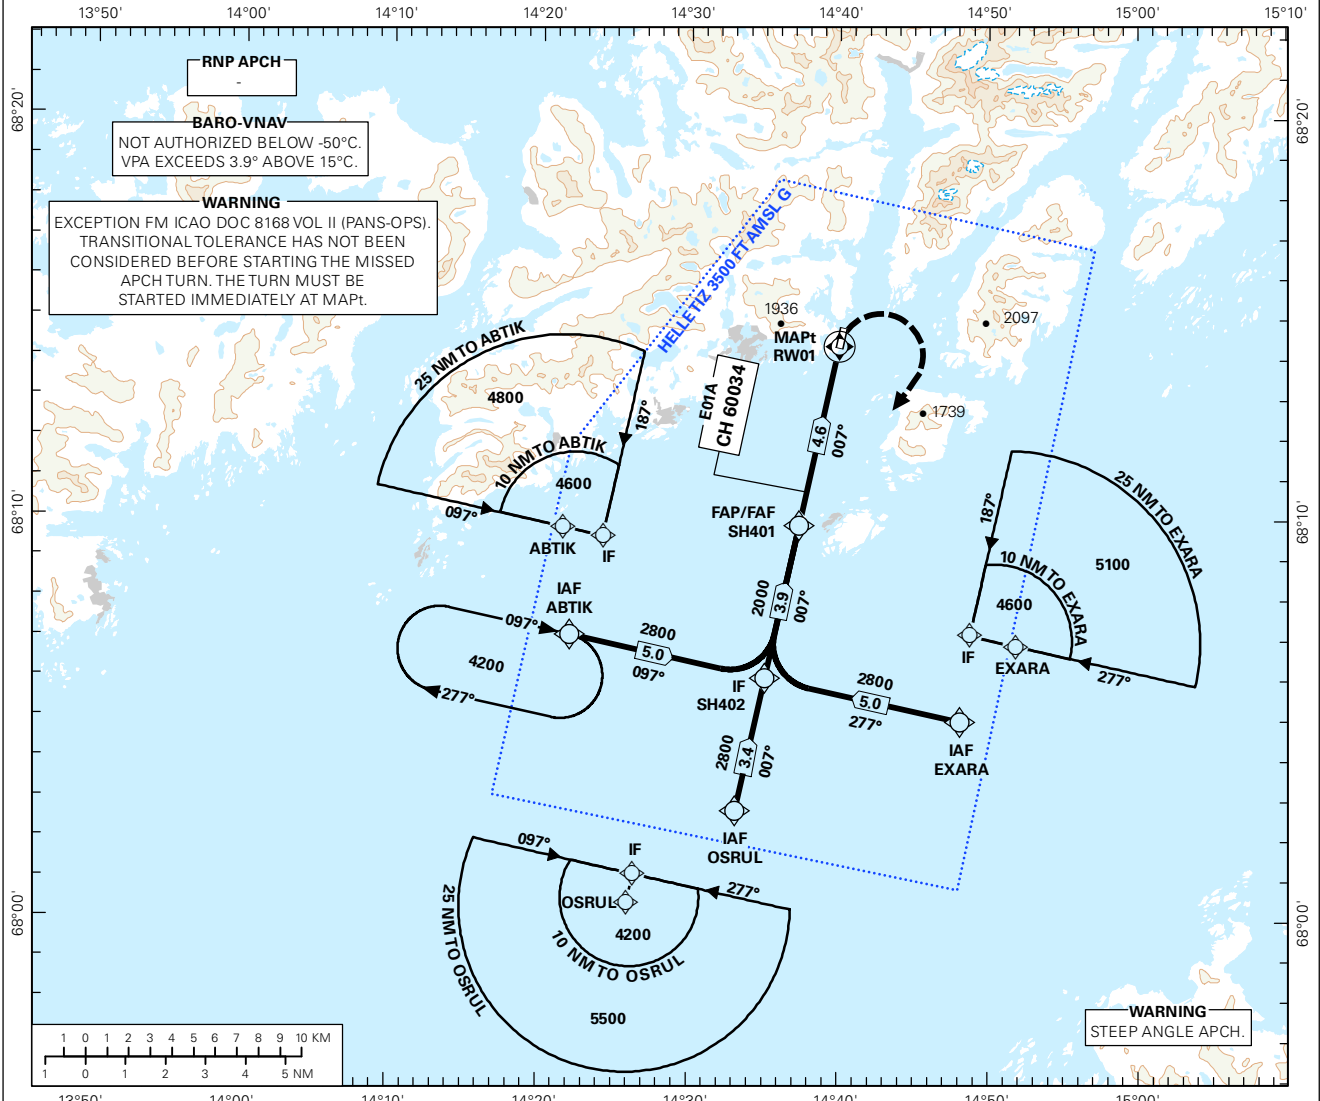 13°50' 14°00' 14°10' 14°20' 14°30' 14°40' 14°50' 15°00' 15°10'
68°20'
68°20'
RNP APCH
-
BARO-VNAV
NOT AUTHORIZED BELOW -50°C.
VPA EXCEEDS 3.9° ABOVE 15°C.
WARNING
EXCEPTION FM ICAO DOC 8168 VOL II (PANS-OPS).
TRANSITIONAL TOLERANCE HAS NOT BEEN
CONSIDERED BEFORE STARTING THE MISSED
APCH TURN. THE TURN MUST BE
STARTED IMMEDIATELY AT MAPt.
HELLE TIZ 3500 FT AMSL G
1936
2097
1739
MAPt
RW01
E01A
CH 60034
4.6
007°
25 NM TO ABTIK
4800
187°
10 NM TO ABTIK
4600
097°
ABTIK
IF
FAP/FAF
SH401
68°10'
68°10'
187°
25 NM TO EXARA
5100
10 NM TO EXARA
4600
IF
EXARA
277°
IAF
ABTIK
097°
4200
277°
2800
5.0
097°
2000
3.9
007°
IF
SH402
2800
5.0
277°
IAF
EXARA
2800
3.4
007°
IAF
OSRUL
097°
IF
277°
OSRUL
4200
10 NM TO OSRUL
25 NM TO OSRUL
5500
68°00'
68°00'
WARNING
STEEP ANGLE APCH.
1 0 1 2 3 4 5 6 7 8 9 10 KM
1 0 1 2 3 4 5 NM
13°50' 14°00' 14°10' 14°20' 14°30' 14°40' 14°50' 15°00'